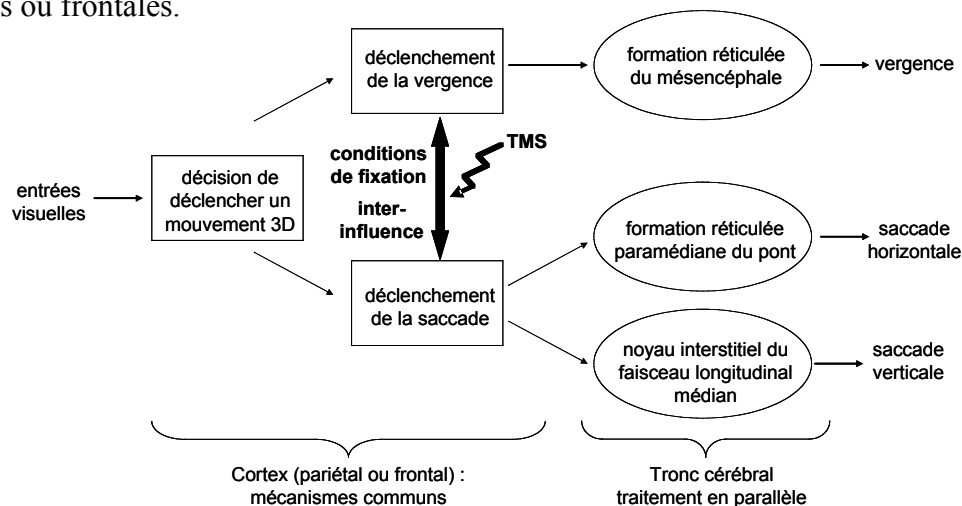 s ou frontales.
déclenchement
de la vergence
formation réticulée
du mésencéphale
vergence
TMS
conditions
de fixation
inter-
influence
entrées
visuelles
décision de
déclencher un
mouvement 3D
formation réticulée
paramédiane du pont
saccade
horizontale
déclenchement
de la saccade
noyau interstitiel du
faisceau longitudinal
médian
saccade
verticale
Cortex (pariétal ou frontal) :
mécanismes communs
Tronc cérébral
traitement en parallèle